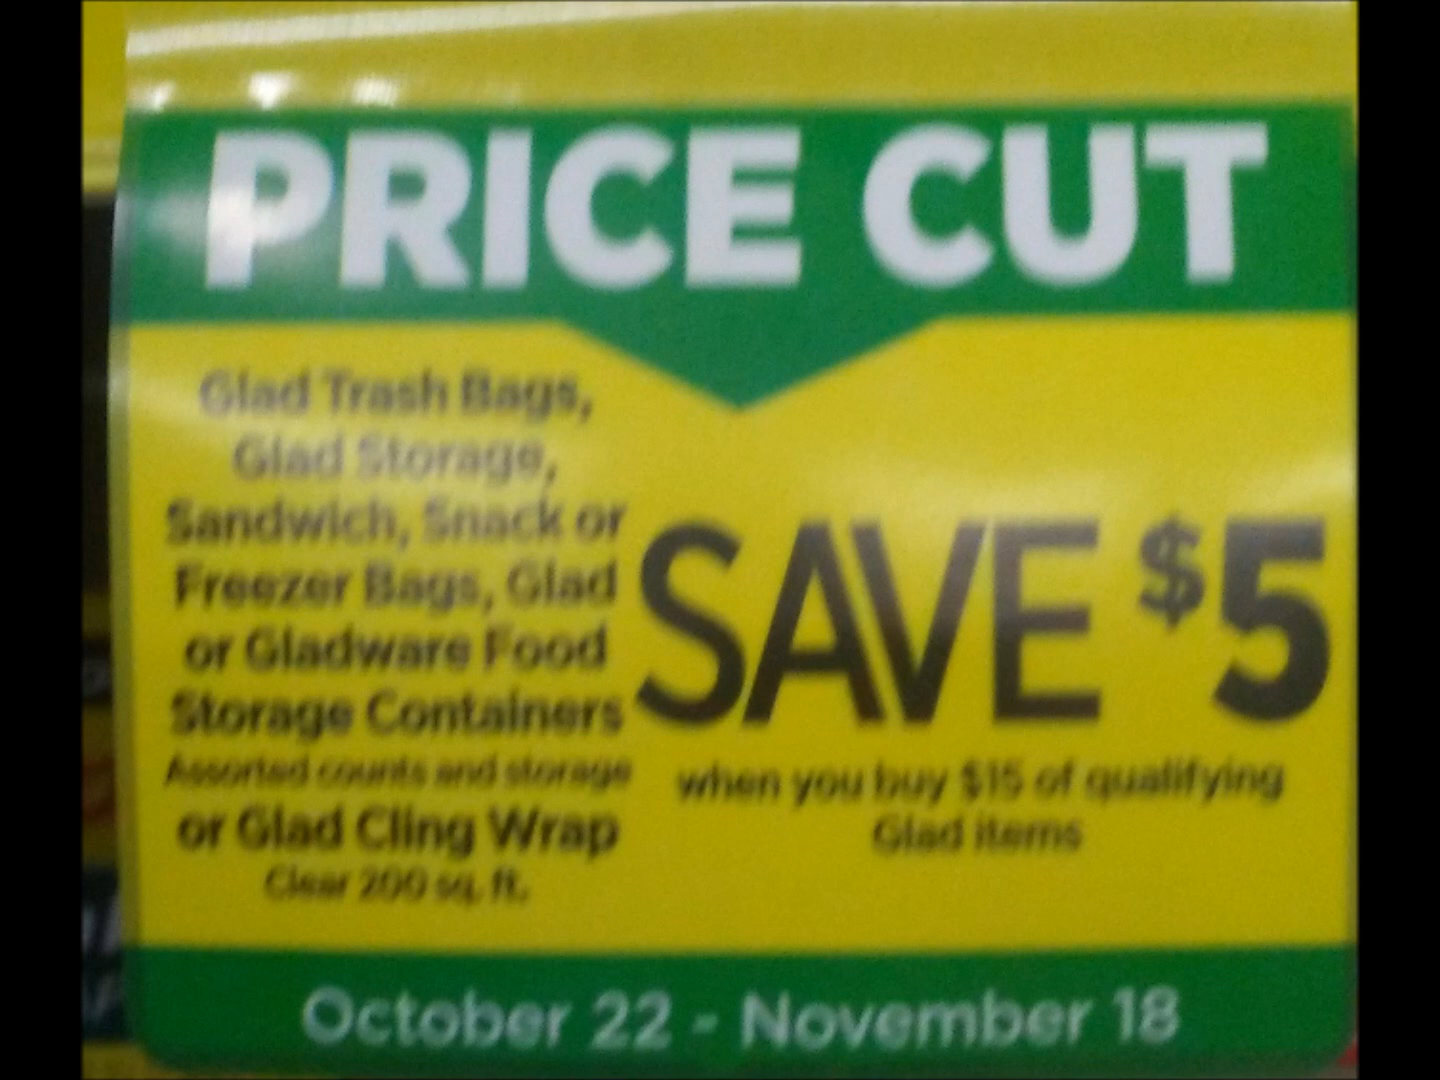 PRICE CUT
Glad Trash Bags,
Glad Storage,
Sandwich, Snack or
Freezer Bags, Glad
or Gladware Food
Storage Containers
Assorted counts and storage
or Glad Cling Wrap
Clear 200 sq. ft.
SAVE $5
when you buy $15 of qualifying
Glad items
October 22 - November 18